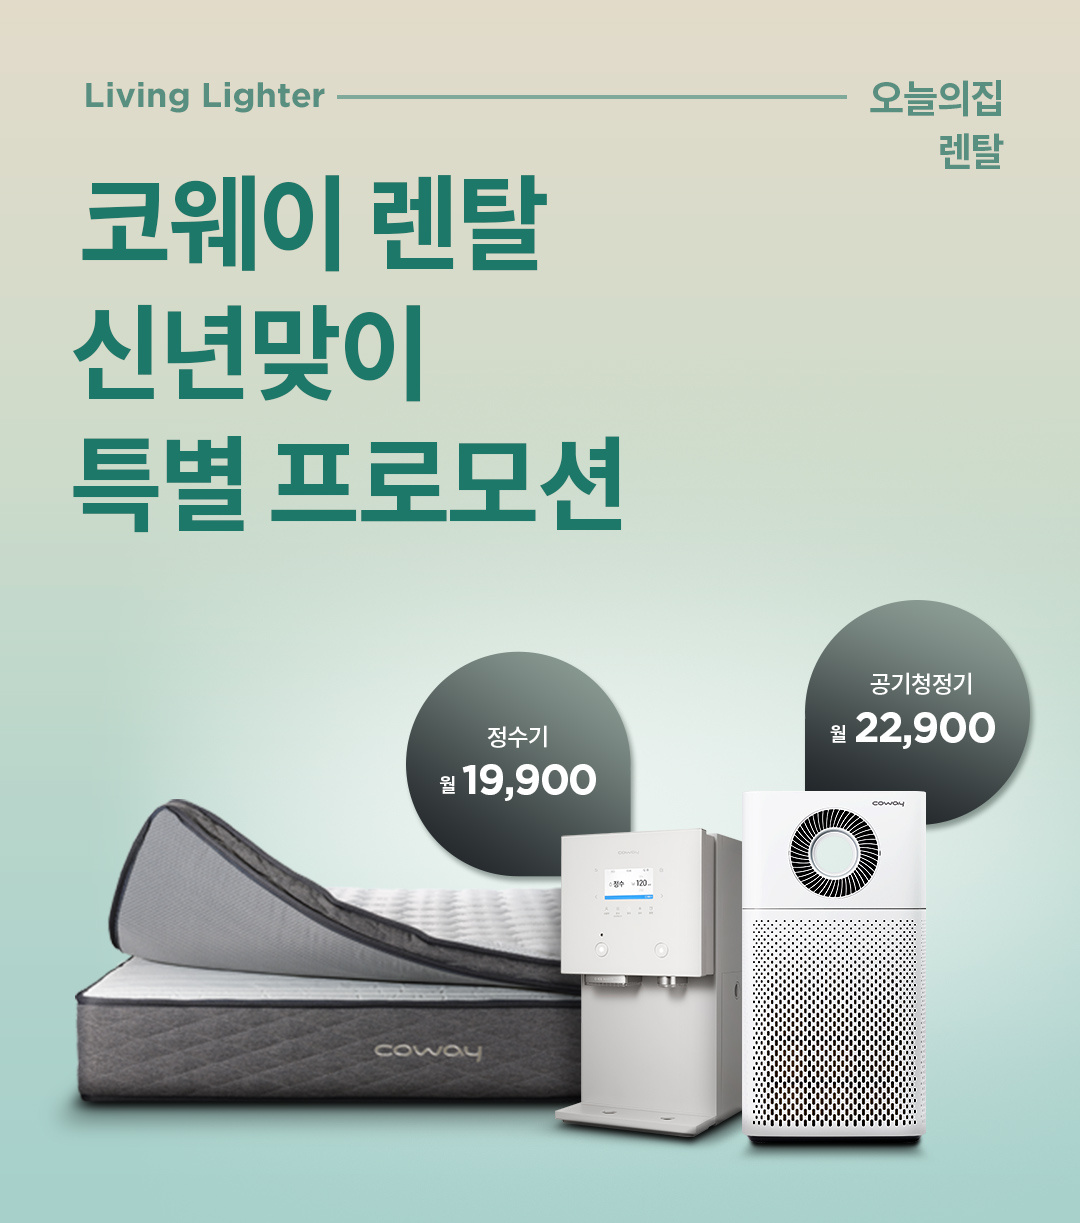 Living Lighter
오늘의집
렌탈
코웨이 렌탈
신년맞이
특별 프로모션
공기청정기
월 22,900
정수기
월 19,900
coway
coway
정수
120
coway